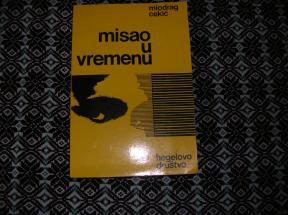 miodrag
cekić
misao
u
vremenu
hegelovo
društvo